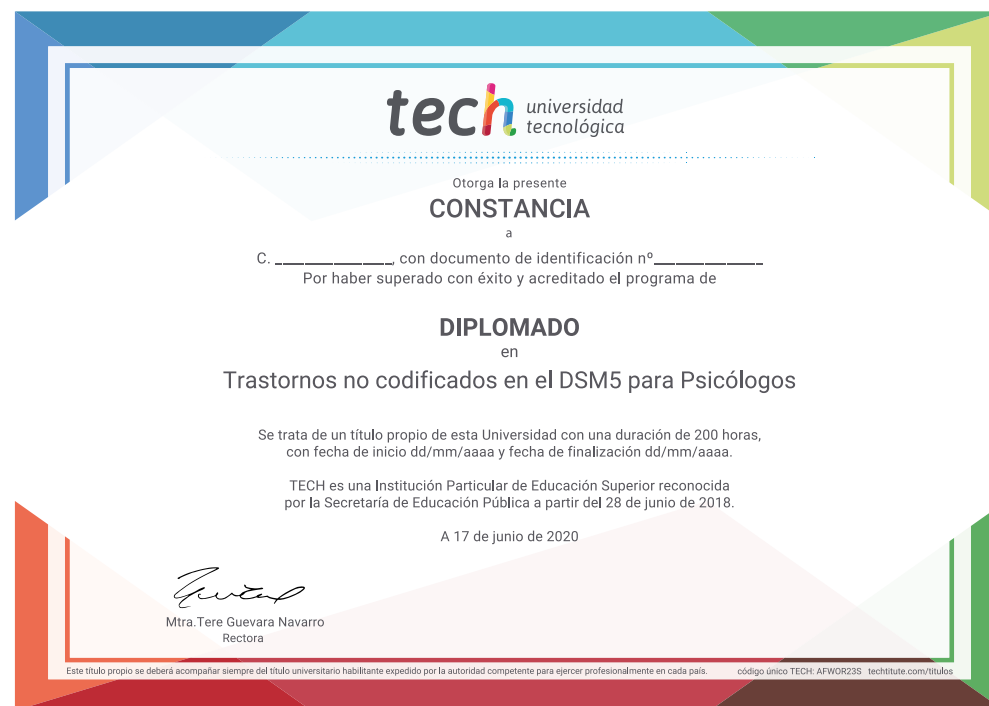 tech universidad
tecnológica
Otorga la presente
CONSTANCIA
a
C. ________________, con documento de identificación nº_______________
Por haber superado con éxito y acreditado el programa de
DIPLOMADO
en
Trastornos no codificados en el DSM5 para Psicólogos
Se trata de un título propio de esta Universidad con una duración de 200 horas,
con fecha de inicio dd/mm/aaaa y fecha de finalización dd/mm/aaaa.
TECH es una Institución Particular de Educación Superior reconocida
por la Secretaría de Educación Pública a partir del 28 de junio de 2018.
A 17 de junio de 2020
Mtra.Tere Guevara Navarro
Rectora
Este título propio se deberá acompañar siempre del título universitario habilitante expedido por la autoridad competente para ejercer profesionalmente en cada país. código único TECH: AFWOR23S techtitute.com/titulos